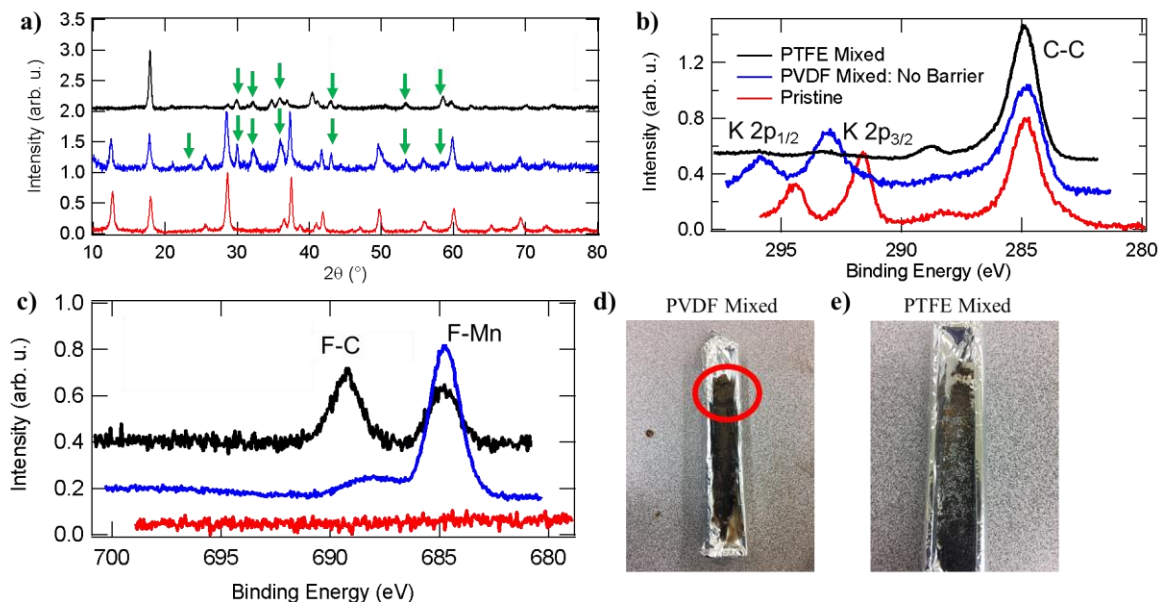 a)
3.5
3.0
2.5
2.0
1.5
1.0
0.5
0.0
Intensity (arb. u.)
10 20 30 40 50 60 70 80
2θ (°)
b)
1.2
0.8
0.4
0.0
Intensity (arb. u.)
PTFE Mixed
PVDF Mixed: No Barrier
Pristine
C-C
K 2p1/2
K 2p3/2
295 290 285 280
Binding Energy (eV)
c)
1.0
0.8
0.6
0.4
0.2
0.0
Intensity (arb. u.)
F-C
F-Mn
700 695 690 685 680
Binding Energy (eV)
d)
PVDF Mixed
e)
PTFE Mixed